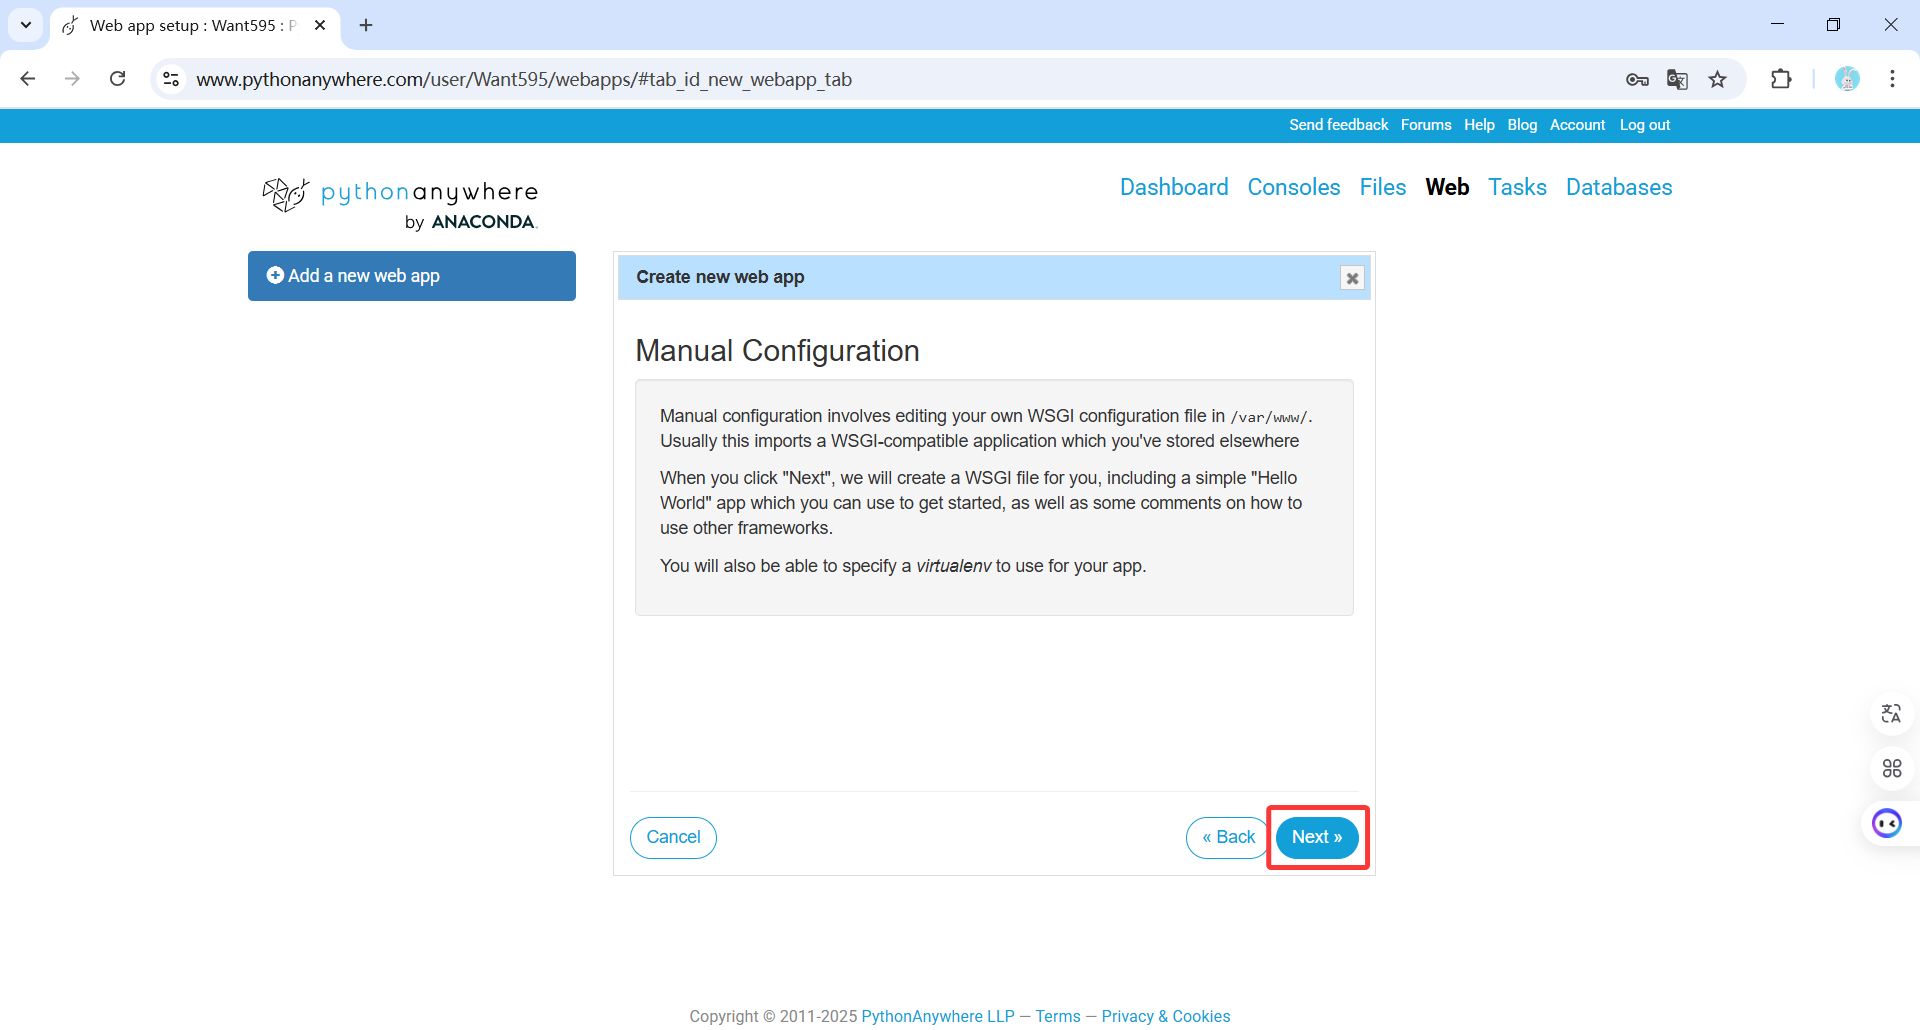 Web app setup : Want595 : P
www.pythonanywhere.com/user/Want595/webapps/#tab_id_new_webapp_tab
Send feedback Forums Help Blog Account Log out
pythonanywhere
by ANACONDA.
Dashboard Consoles Files Web Tasks Databases
Add a new web app
Create new web app
Manual Configuration
Manual configuration involves editing your own WSGI configuration file in /var/www/.
Usually this imports a WSGI-compatible application which you've stored elsewhere
When you click "Next", we will create a WSGI file for you, including a simple "Hello
World" app which you can use to get started, as well as some comments on how to
use other frameworks.
You will also be able to specify a virtualenv to use for your app.
Cancel
« Back
Next »
Copyright © 2011-2025 PythonAnywhere LLP — Terms — Privacy & Cookies